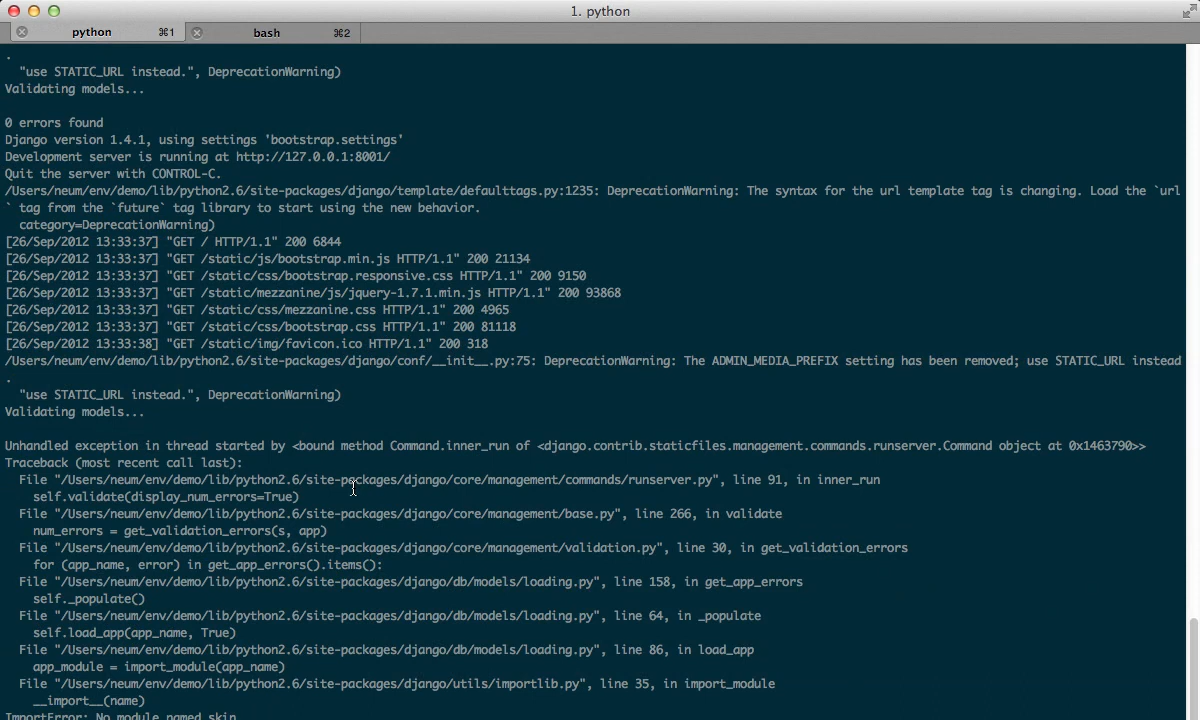 1. python
python ⌘1 bash ⌘2
.
"use STATIC_URL instead.", DeprecationWarning)
Validating models...
0 errors found
Django version 1.4.1, using settings 'bootstrap.settings'
Development server is running at http://127.0.0.1:8001/
Quit the server with CONTROL-C.
/Users/neum/env/demo/lib/python2.6/site-packages/django/template/defaulttags.py:1235: DeprecationWarning: The syntax for the url template tag is changing. Load the `url
` tag from the `future` tag library to start using the new behavior.
category=DeprecationWarning)
[26/Sep/2012 13:33:37] "GET / HTTP/1.1" 200 6844
[26/Sep/2012 13:33:37] "GET /static/js/bootstrap.min.js HTTP/1.1" 200 21134
[26/Sep/2012 13:33:37] "GET /static/css/bootstrap.responsive.css HTTP/1.1" 200 9150
[26/Sep/2012 13:33:37] "GET /static/mezzanine/js/jquery-1.7.1.min.js HTTP/1.1" 200 93868
[26/Sep/2012 13:33:37] "GET /static/css/mezzanine.css HTTP/1.1" 200 4965
[26/Sep/2012 13:33:37] "GET /static/css/bootstrap.css HTTP/1.1" 200 81118
[26/Sep/2012 13:33:38] "GET /static/img/favicon.ico HTTP/1.1" 200 318
/Users/neum/env/demo/lib/python2.6/site-packages/django/conf/__init__.py:75: DeprecationWarning: The ADMIN_MEDIA_PREFIX setting has been removed; use STATIC_URL instead
.
"use STATIC_URL instead.", DeprecationWarning)
Validating models...
Unhandled exception in thread started by <bound method Command.inner_run of <django.contrib.staticfiles.management.commands.runserver.Command object at 0x1463790>>
Traceback (most recent call last):
File "/Users/neum/env/demo/lib/python2.6/site-packages/django/core/management/commands/runserver.py", line 91, in inner_run
self.validate(display_num_errors=True)
File "/Users/neum/env/demo/lib/python2.6/site-packages/django/core/management/base.py", line 266, in validate
num_errors = get_validation_errors(s, app)
File "/Users/neum/env/demo/lib/python2.6/site-packages/django/core/management/validation.py", line 30, in get_validation_errors
for (app_name, error) in get_app_errors().items():
File "/Users/neum/env/demo/lib/python2.6/site-packages/django/db/models/loading.py", line 158, in get_app_errors
self._populate()
File "/Users/neum/env/demo/lib/python2.6/site-packages/django/db/models/loading.py", line 64, in _populate
self.load_app(app_name, True)
File "/Users/neum/env/demo/lib/python2.6/site-packages/django/db/models/loading.py", line 86, in load_app
app_module = import_module(app_name)
File "/Users/neum/env/demo/lib/python2.6/site-packages/django/utils/importlib.py", line 35, in import_module
__import__(name)
ImportError: No module named skin